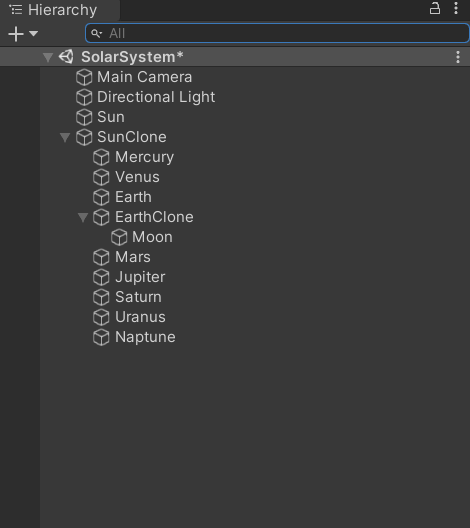 Hierarchy
All
SolarSystem*
Main Camera
Directional Light
Sun
SunClone
Mercury
Venus
Earth
EarthClone
Moon
Mars
Jupiter
Saturn
Uranus
Naptune